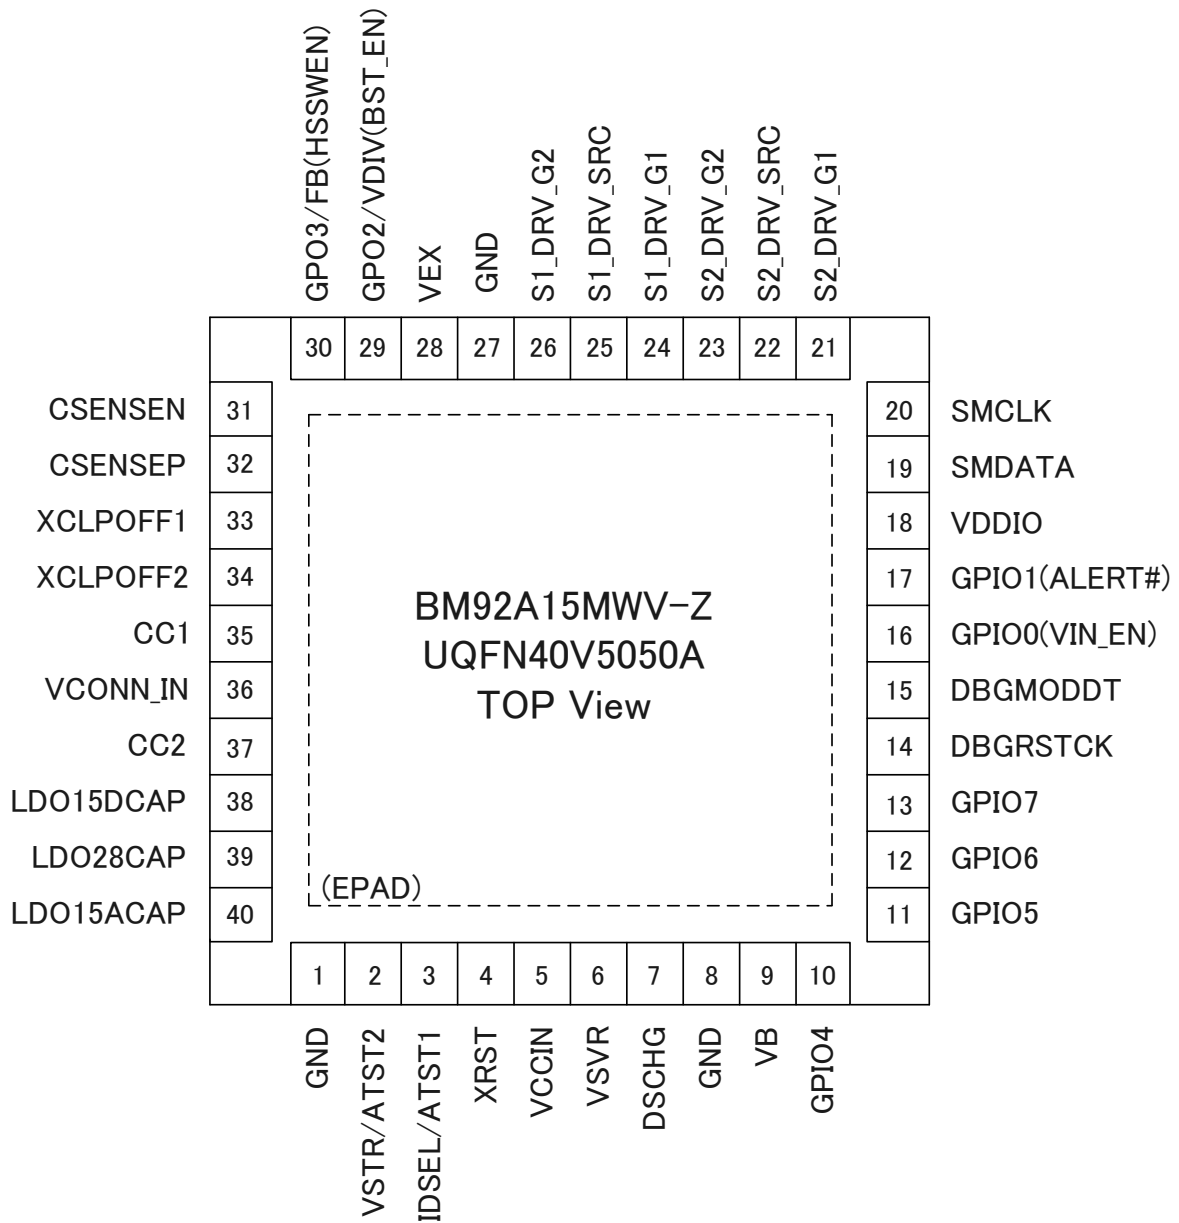 GPO3/FB(HSSWEN)
GPO2/VDIV(BST_EN)
VEX
GND
S1_DRV_G2
S1_DRV_SRC
S1_DRV_G1
S2_DRV_G2
S2_DRV_SRC
S2_DRV_G1
30 29 28 27 26 25 24 23 22 21
CSENSEN 31
CSENSEP 32
XCLPOFF1 33
XCLPOFF2 34
CC1 35
VCONN_IN 36
CC2 37
LDO15DCAP 38
LDO28CAP 39
LDO15ACAP 40
BM92A15MWV-Z
UQFN40V5050A
TOP View
(EPAD)
20 SMCLK
19 SMDATA
18 VDDIO
17 GPIO1(ALERT#)
16 GPIO0(VIN_EN)
15 DBGMODDT
14 DBGRSTCK
13 GPIO7
12 GPIO6
11 GPIO5
1 2 3 4 5 6 7 8 9 10
GND
VSTR/ATST2
IDSEL/ATST1
XRST
VCCIN
VSVR
DSCHG
GND
VB
GPIO4